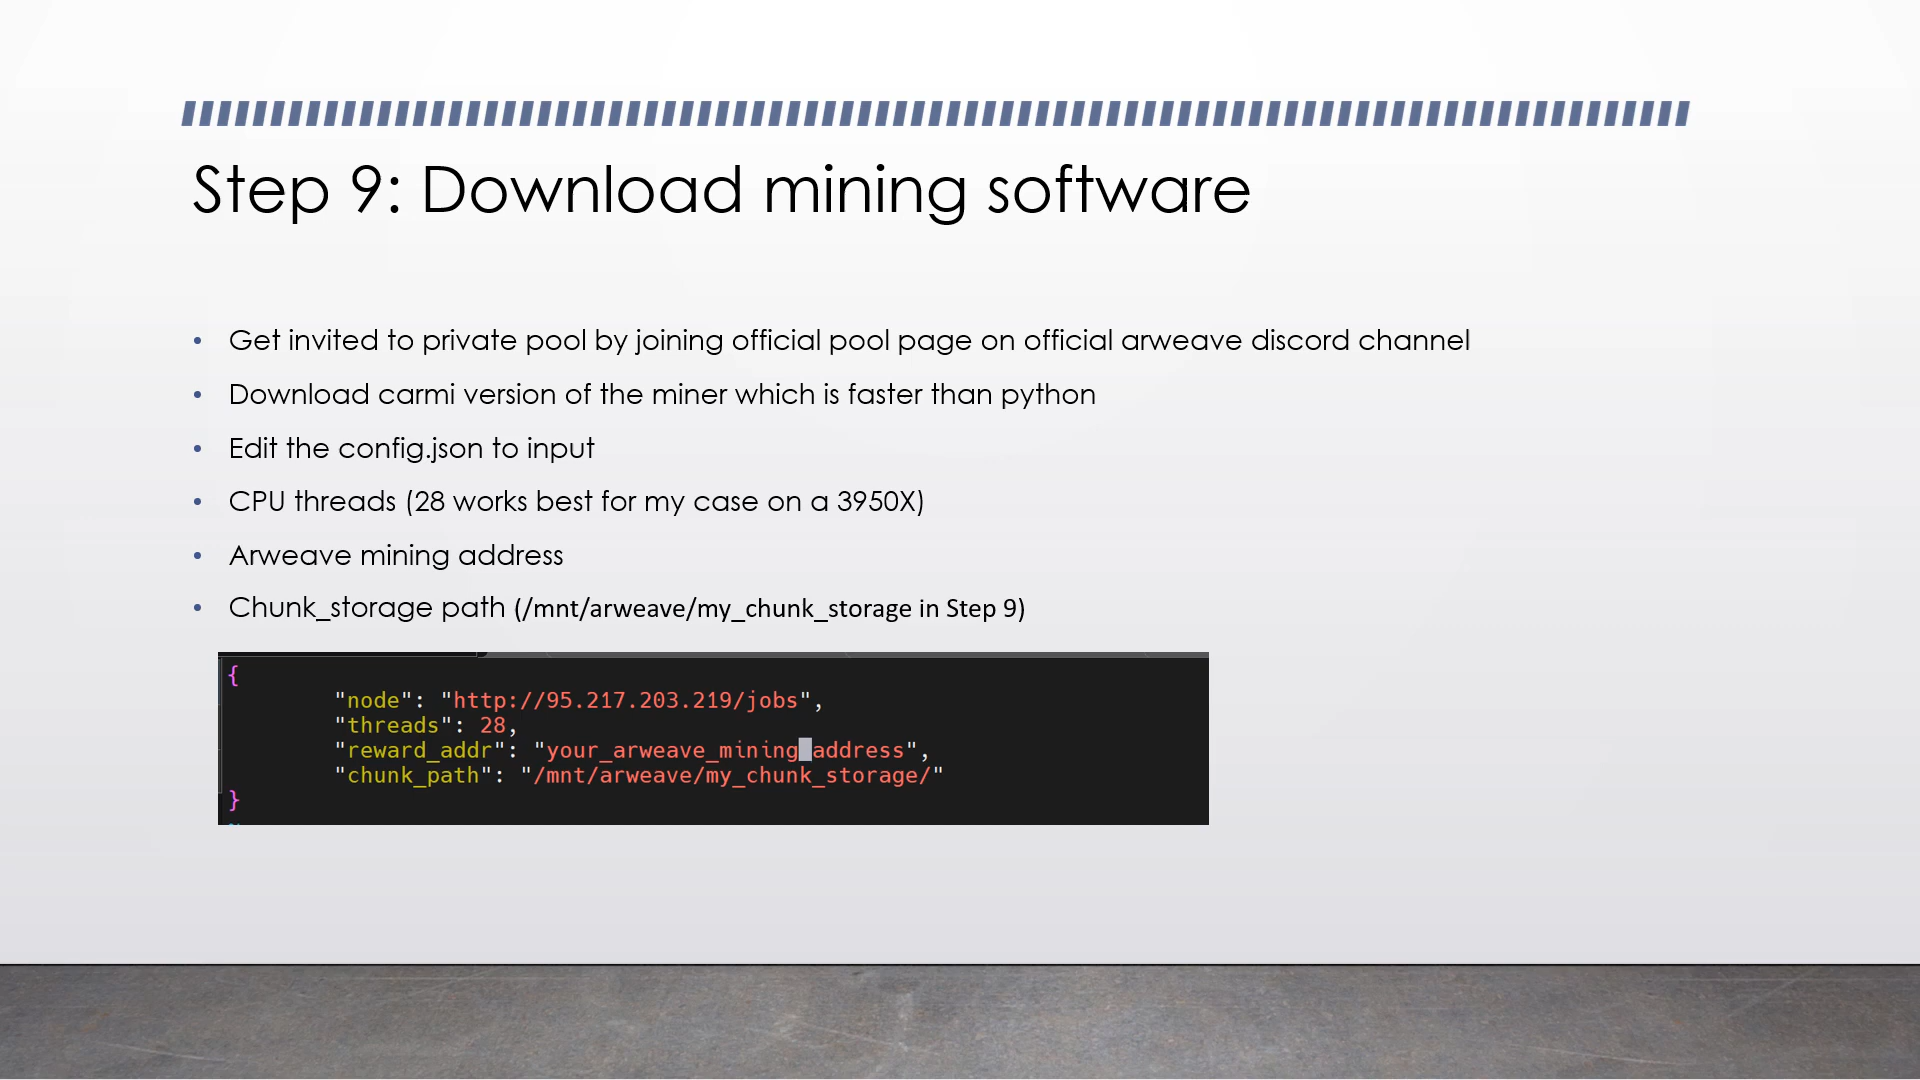 Step 9: Download mining software
• Get invited to private pool by joining official pool page on official arweave discord channel
• Download carmi version of the miner which is faster than python
• Edit the config.json to input
• CPU threads (28 works best for my case on a 3950X)
• Arweave mining address
• Chunk_storage path (/mnt/arweave/my_chunk_storage in Step 9)
{
"node": "http://95.217.203.219/jobs",
"threads": 28,
"reward_addr": "your_arweave_mining address",
"chunk_path": "/mnt/arweave/my_chunk_storage/"
}